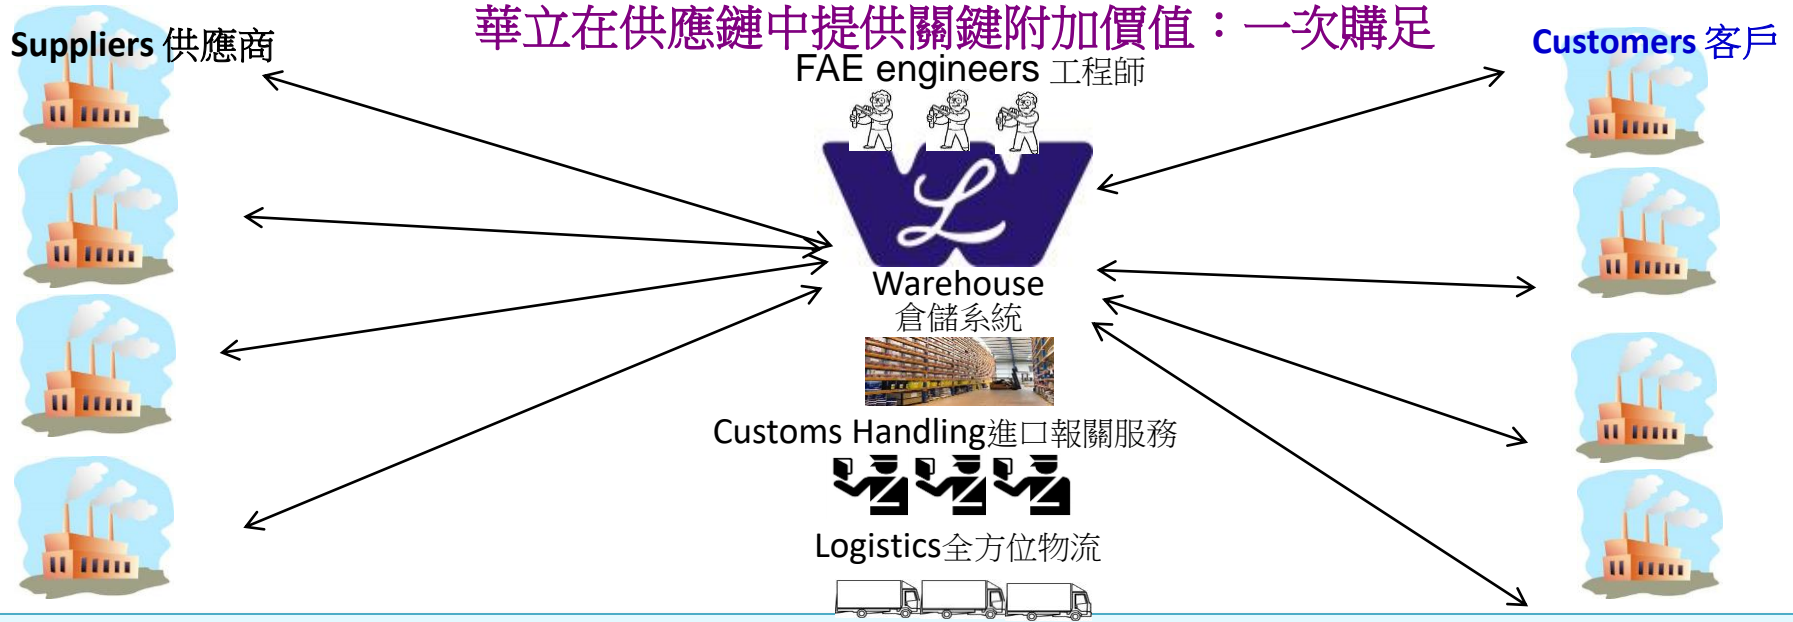 華立在供應鏈中提供關鍵附加價值：一次購足
Suppliers 供應商
Customers 客戶
FAE engineers 工程師
L
Warehouse
倉儲系統
Customs Handling進口報關服務
Logistics全方位物流